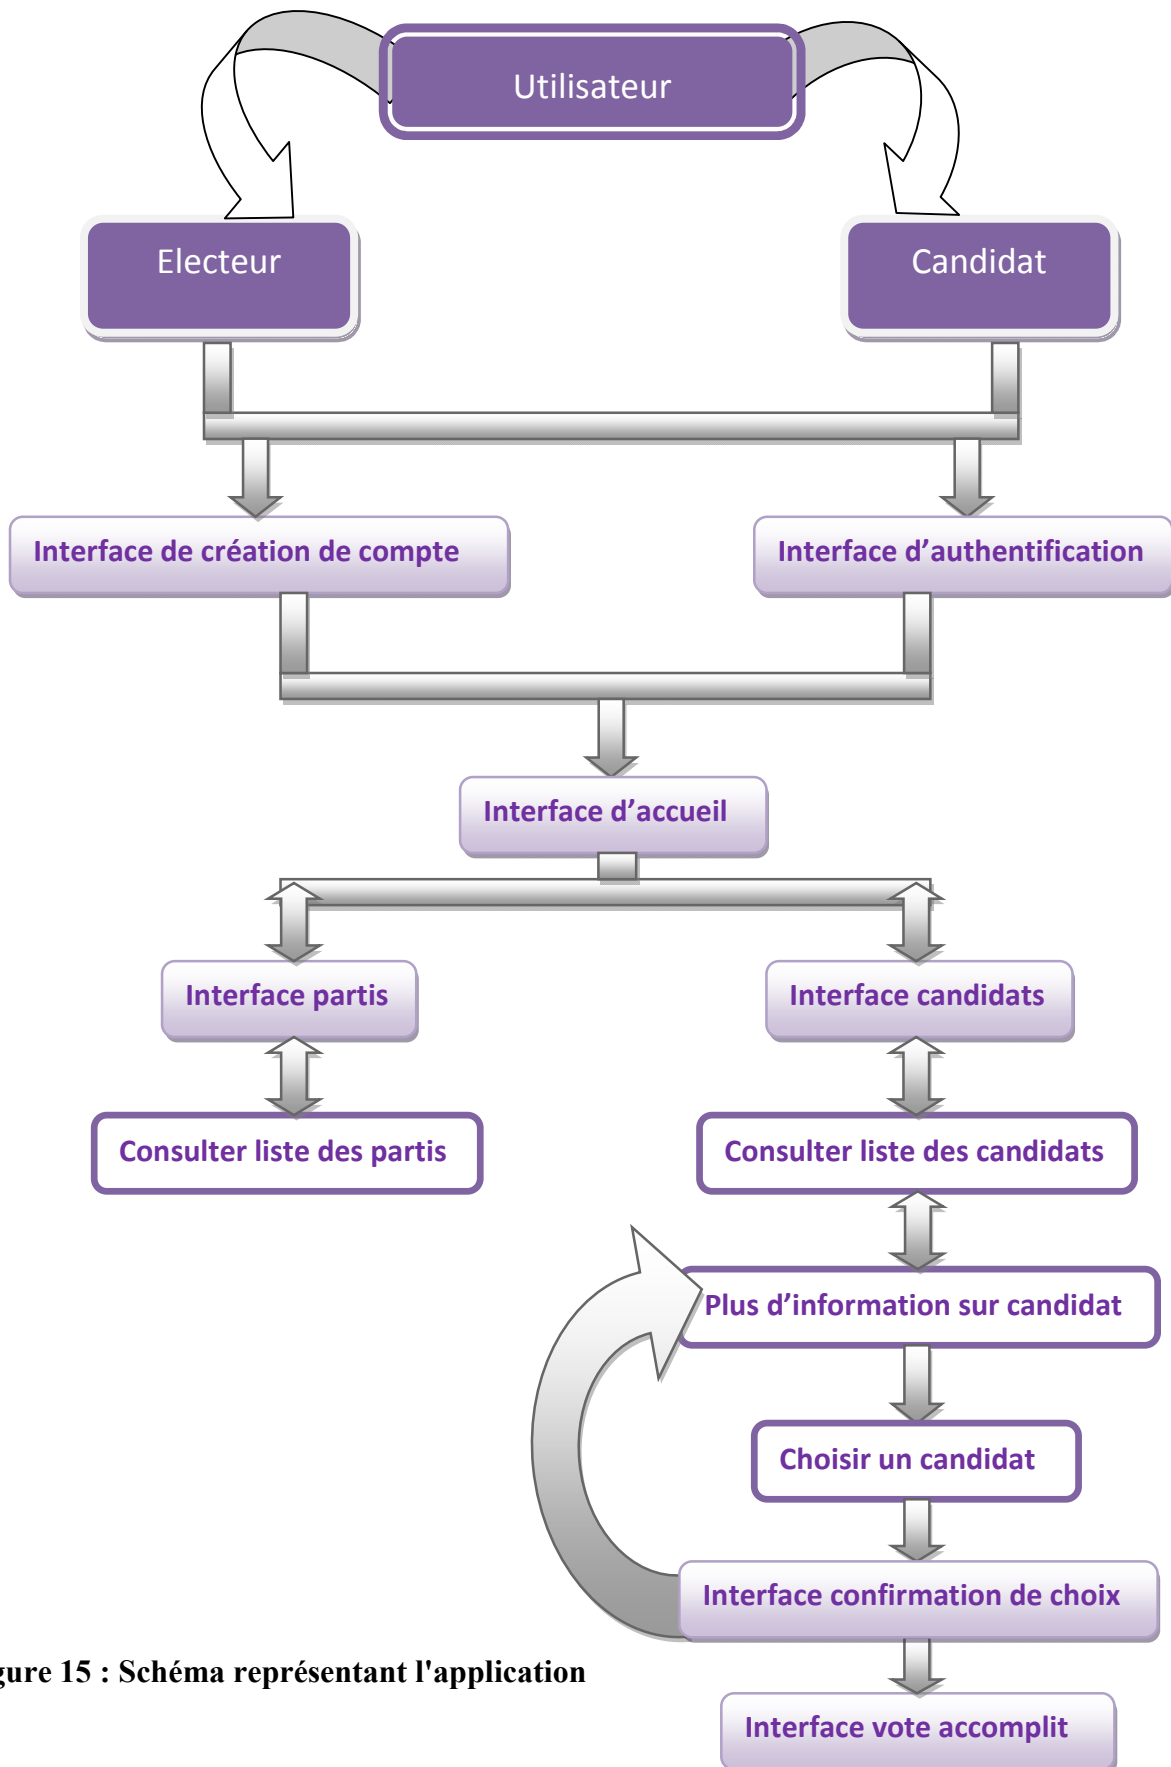 Utilisateur
Electeur
Candidat
Interface de création de compte
Interface d’authentification
Interface d’accueil
Interface partis
Interface candidats
Consulter liste des partis
Consulter liste des candidats
Plus d’information sur candidat
Choisir un candidat
Interface confirmation de choix
gure 15 : Schéma représentant l'application
Interface vote accomplit